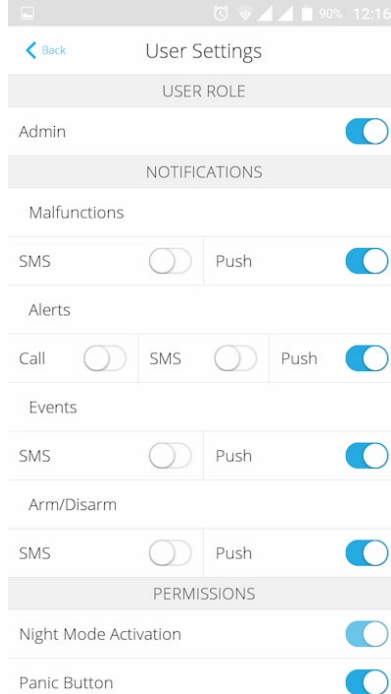 90% 12:16
Back User Settings
USER ROLE
Admin
NOTIFICATIONS
Malfunctions
SMS Push
Alerts
Call SMS Push
Events
SMS Push
Arm/Disarm
SMS Push
PERMISSIONS
Night Mode Activation
Panic Button